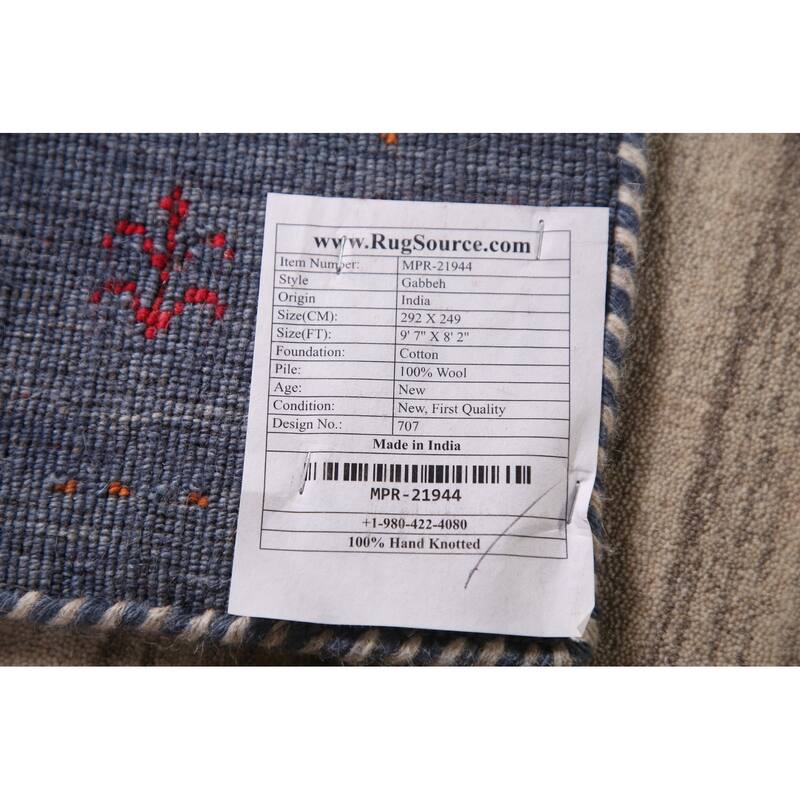 www.RugSource.com
Item Number: MPR-21944
Style Gabbeh
Origin India
Size(CM): 292 X 249
Size(FT): 9' 7" X 8' 2"
Foundation: Cotton
Pile: 100% Wool
Age: New
Condition: New, First Quality
Design No.: 707
Made in India
MPR-21944
+1-980-422-4080
100% Hand Knotted